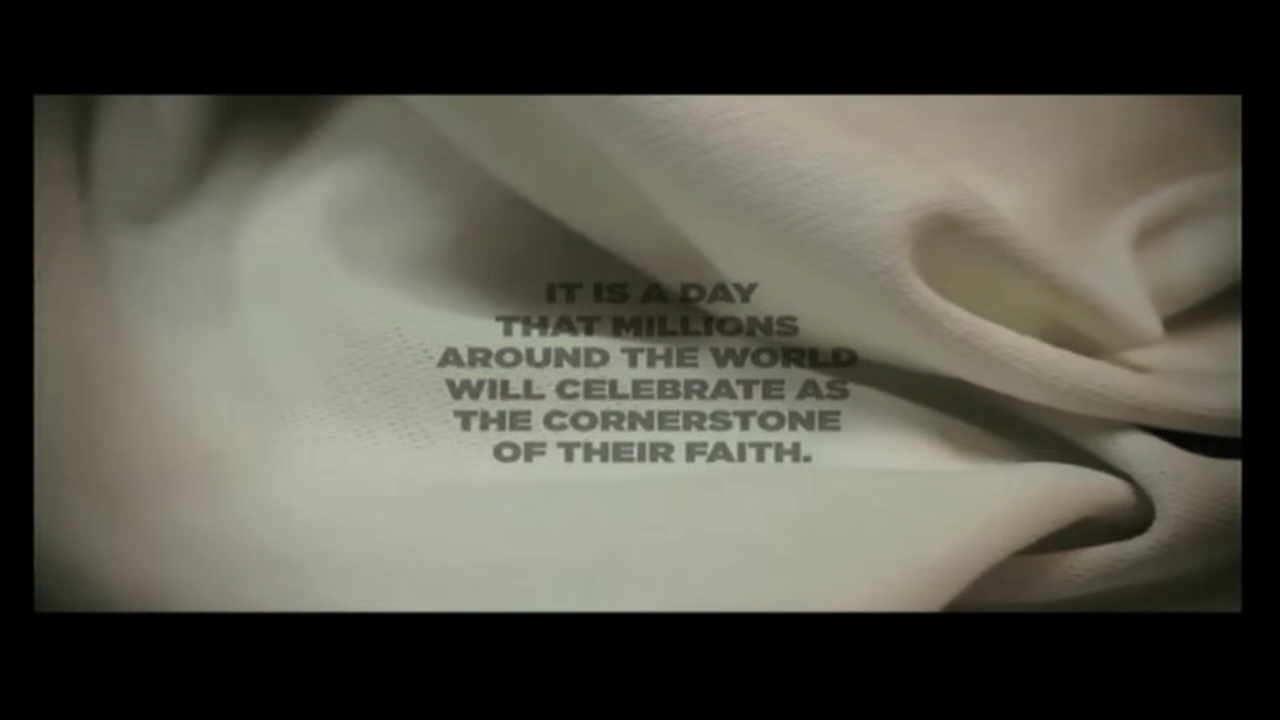 IT IS A DAY
THAT MILLIONS
AROUND THE WORLD
WILL CELEBRATE AS
THE CORNERSTONE
OF THEIR FAITH.